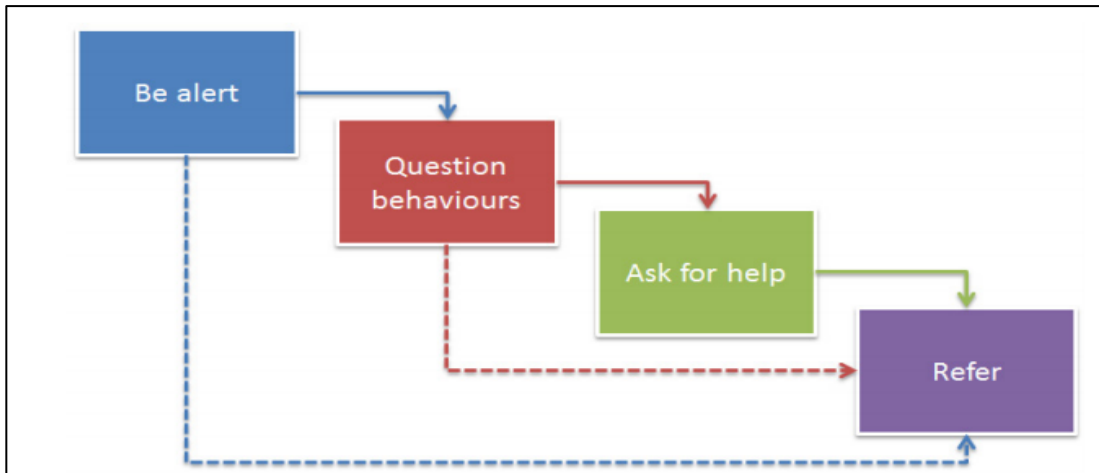 Be alert
Question
behaviours
Ask for help
Refer